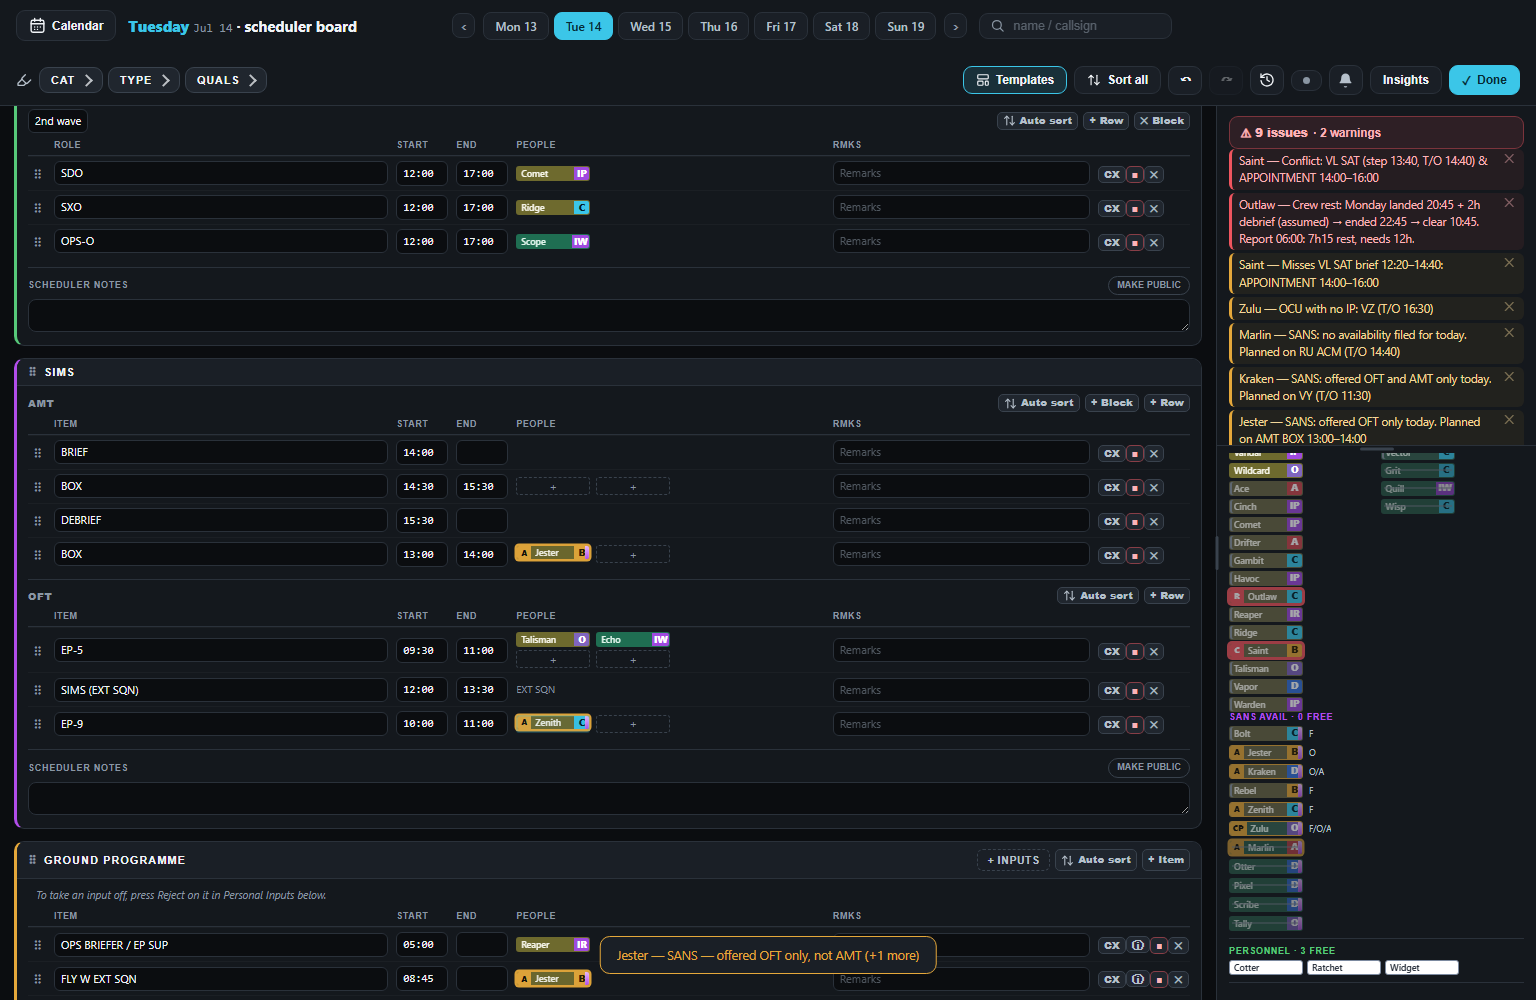 Calendar
Tuesday Jul 14 · scheduler board
‹ Mon 13 Tue 14 Wed 15 Thu 16 Fri 17 Sat 18 Sun 19 ›
name / callsign
CAT TYPE QUALS
Templates Sort all Insights ✓ Done
2nd wave Auto sort + Row ✕ Block
ROLE START END PEOPLE RMKS
SDO 12:00 17:00 Comet IP Remarks CX ✕
SXO 12:00 17:00 Ridge C Remarks CX ✕
OPS-O 12:00 17:00 Scope IW Remarks CX ✕
SCHEDULER NOTES MAKE PUBLIC
SIMS
AMT Auto sort + Block + Row
ITEM START END PEOPLE RMKS
BRIEF 14:00 Remarks CX ✕
BOX 14:30 15:30 + + Remarks CX ✕
DEBRIEF 15:30 Remarks CX ✕
BOX 13:00 14:00 A Jester B + Remarks CX ✕
OFT Auto sort + Row
ITEM START END PEOPLE RMKS
EP-5 09:30 11:00 Talisman O Echo IW + + Remarks CX ✕
SIMS (EXT SQN) 12:00 13:30 EXT SQN Remarks CX ✕
EP-9 10:00 11:00 A Zenith C + Remarks CX ✕
SCHEDULER NOTES MAKE PUBLIC
GROUND PROGRAMME + INPUTS Auto sort + Item
To take an input off, press Reject on it in Personal Inputs below.
ITEM START END PEOPLE RMKS
OPS BRIEFER / EP SUP 05:00 Reaper IR CX ✕
FLY W EXT SQN 08:45 A Jester B Remarks CX ✕
Jester — SANS — offered OFT only, not AMT (+1 more)
9 issues · 2 warnings
Saint — Conflict: VL SAT (step 13:40, T/O 14:40) &
APPOINTMENT 14:00–16:00
Outlaw — Crew rest: Monday landed 20:45 + 2h
debrief (assumed) → ended 22:45 → clear 10:45.
Report 06:00: 7h15 rest, needs 12h.
Saint — Misses VL SAT brief 12:20–14:40:
APPOINTMENT 14:00–16:00
Zulu — OCU with no IP: VZ (T/O 16:30)
Marlin — SANS: no availability filed for today.
Planned on RU ACM (T/O 14:40)
Kraken — SANS: offered OFT and AMT only today.
Planned on VY (T/O 11:30)
Jester — SANS: offered OFT only today. Planned
on AMT BOX 13:00–14:00
Vandal Vector C
Wildcard O Grit C
Ace A Quill IW
Cinch IP Wisp C
Comet IP
Drifter A
Gambit C
Havoc IP
R Outlaw C
Reaper IR
Ridge C
C Saint B
Talisman O
Vapor D
Warden IP
SANS AVAIL · 0 FREE
Bolt C F
A Jester B O
A Kraken D O/A
Rebel B F
A Zenith C F
CP Zulu O F/O/A
A Marlin A
Otter D
Pixel D
Scribe D
Tally O
PERSONNEL · 3 FREE
Cotter Ratchet Widget